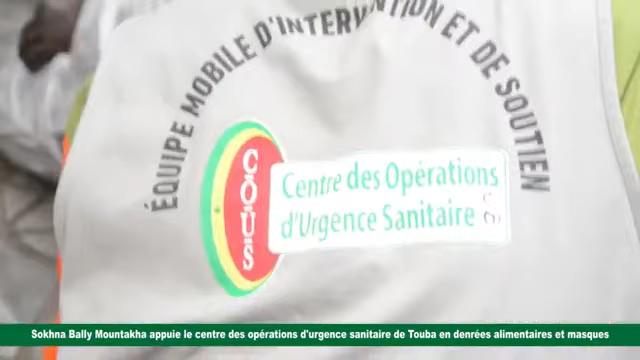 ÉQUIPE MOBILE D'INTERVENTION ET DE SOUTIEN
COUS
Centre des Opérations
d'Urgence Sanitaire
Sokhna Bally Mountakha appuie le centre des opérations d'urgence sanitaire de Touba en denrées alimentaires et masques